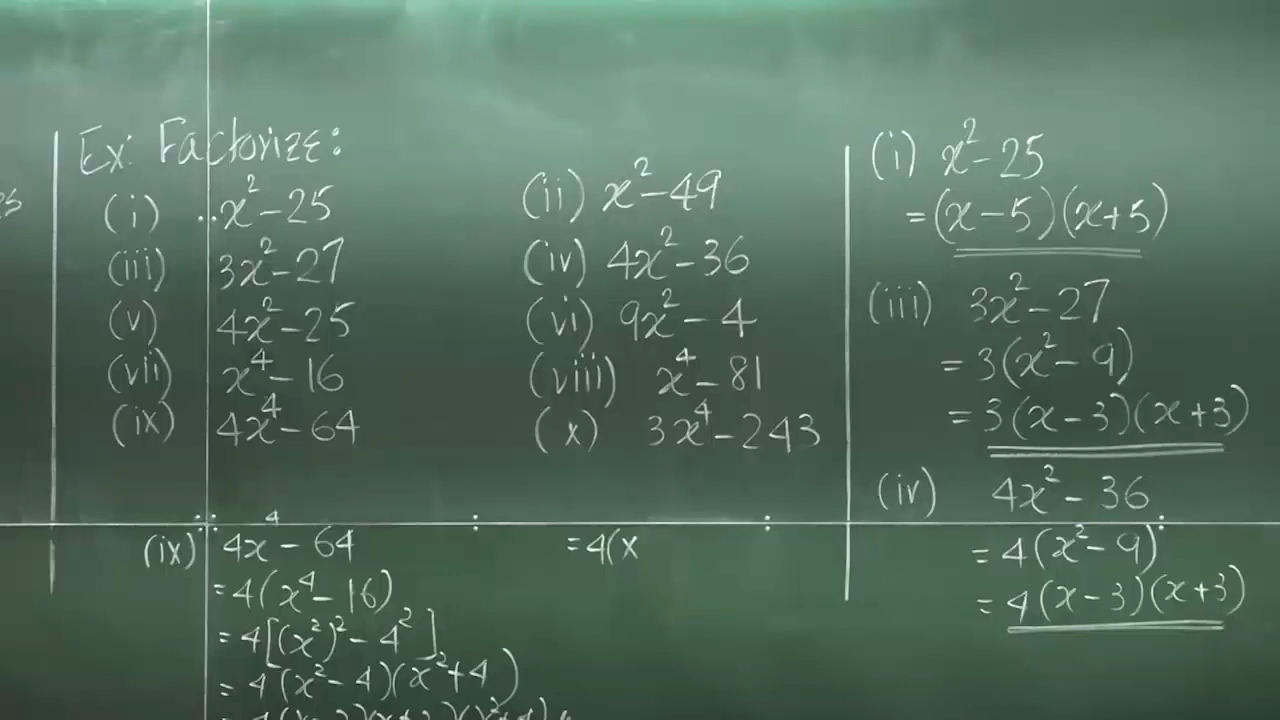 Ex: Factorize:
(i) x² - 25
(ii) x² - 49
(iii) 3x² - 27
(iv) 4x² - 36
(v) 4x² - 25
(vi) 9x² - 4
(vii) x⁴ - 16
(viii) x⁴ - 81
(ix) 4x⁴ - 64
(x) 3x⁴ - 243
(ix) 4x⁴ - 64
= 4(x⁴ - 16)
= 4[(x²)² - 4²]
= 4(x² - 4)(x² + 4)
= 4(x
(i) x² - 25
= (x - 5)(x + 5)
(iii) 3x² - 27
= 3(x² - 9)
= 3(x - 3)(x + 3)
(iv) 4x² - 36
= 4(x² - 9)
= 4(x - 3)(x + 3)